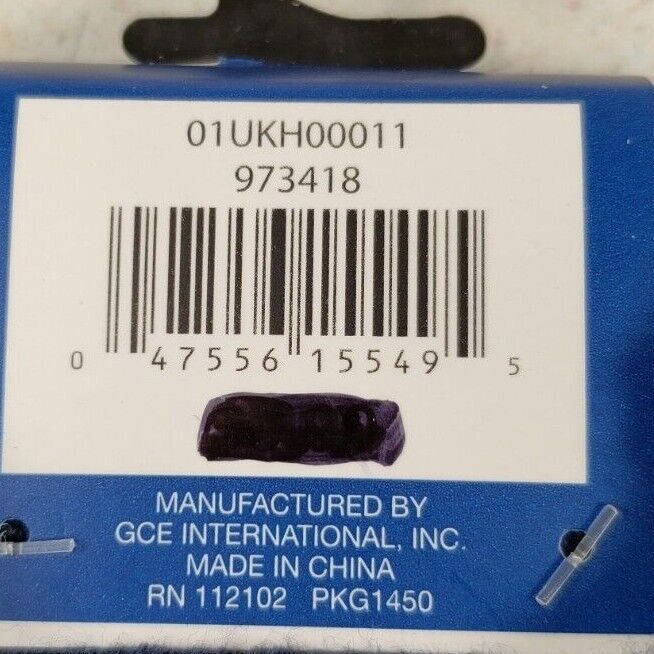 01UKH00011
973418
0 47556 15549 5
MANUFACTURED BY
GCE INTERNATIONAL, INC.
MADE IN CHINA
RN 112102 PKG1450